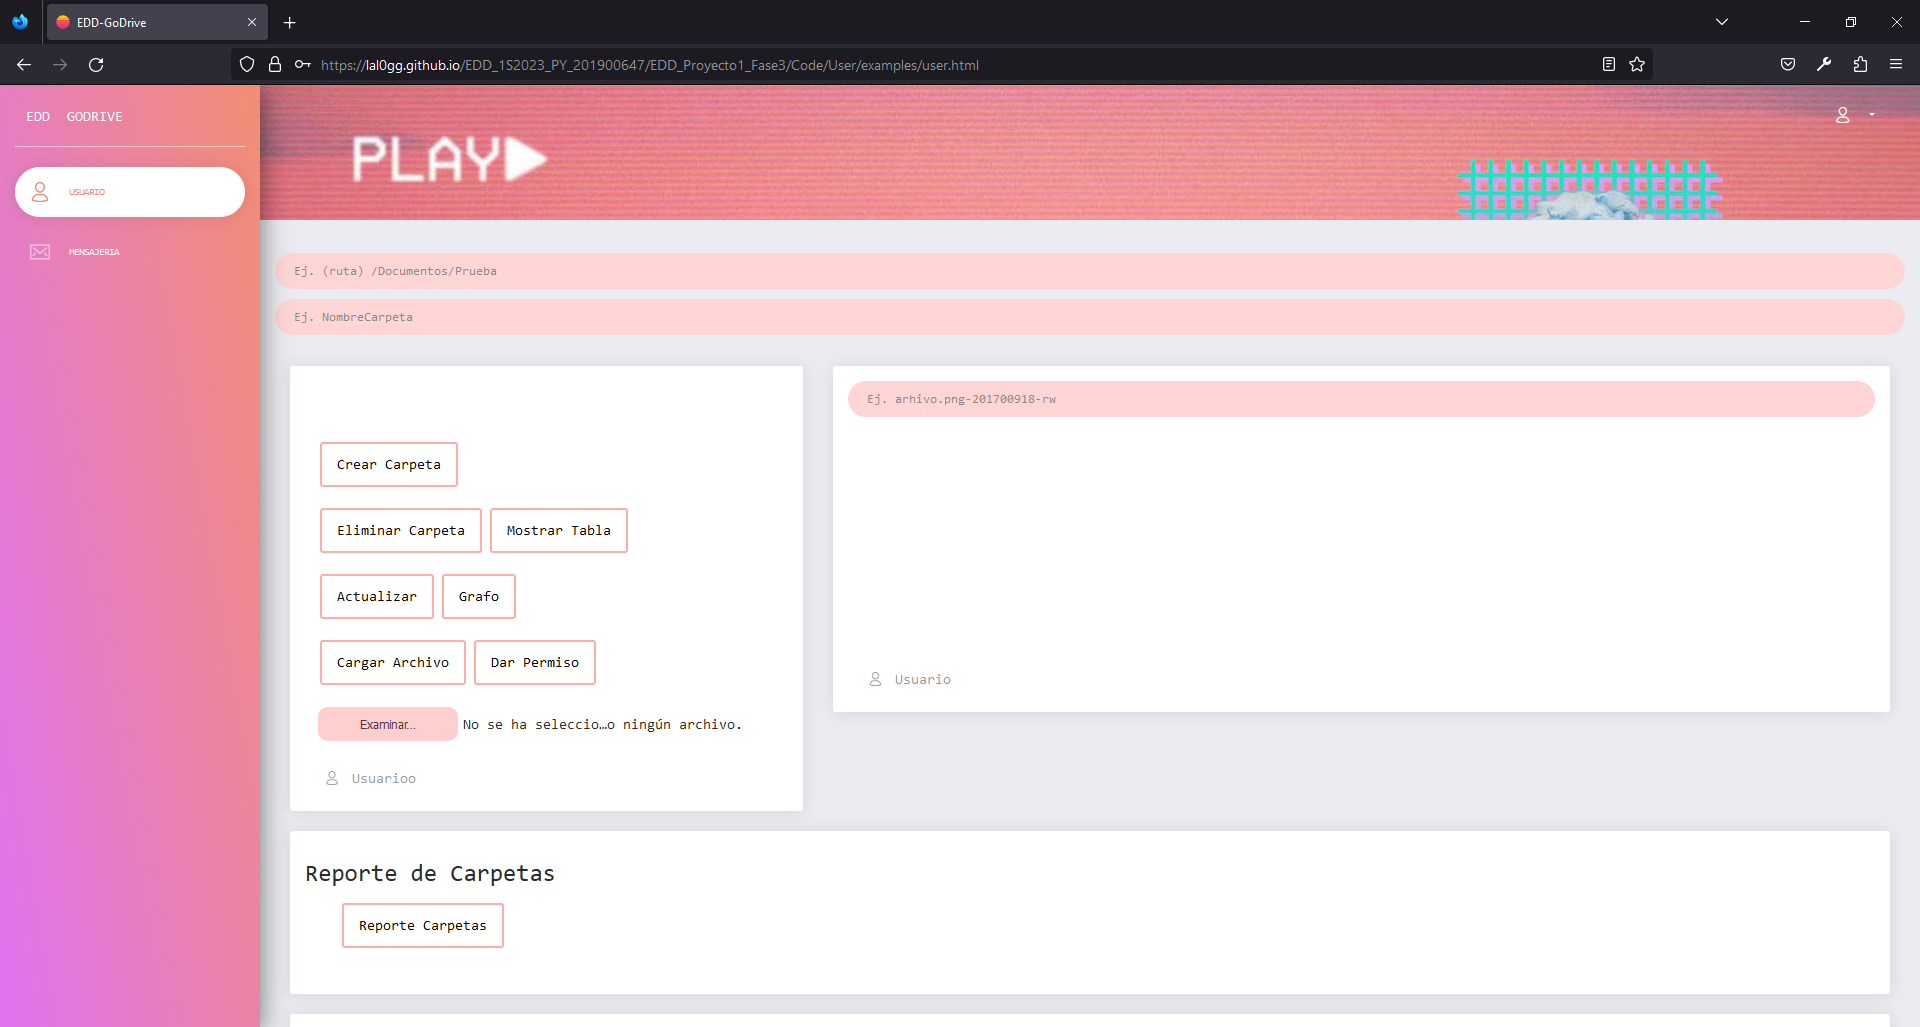 EDD-GoDrive
https://lal0gg.github.io/EDD_1S2023_PY_201900647/EDD_Proyecto1_Fase3/Code/User/examples/user.html
EDD GODRIVE
PLAY
USUARIO
MENSAJERIA
Ej. (ruta) /Documentos/Prueba
Ej. NombreCarpeta
Ej. arhivo.png-201700918-rw
Crear Carpeta
Eliminar Carpeta Mostrar Tabla
Actualizar Grafo
Cargar Archivo Dar Permiso
Examinar... No se ha seleccio…o ningún archivo.
Usuario
Usuarioo
Reporte de Carpetas
Reporte Carpetas